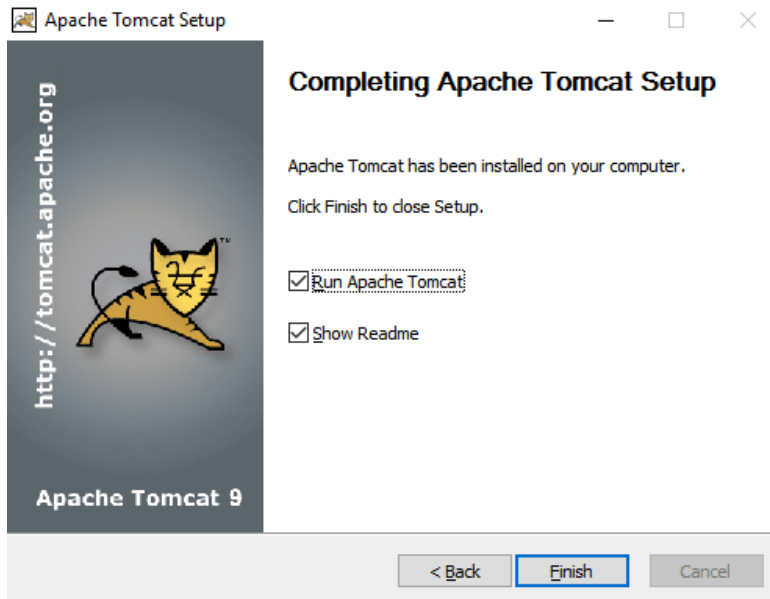 Apache Tomcat Setup
http://tomcat.apache.org
™
Apache Tomcat 9
Completing Apache Tomcat Setup
Apache Tomcat has been installed on your computer.
Click Finish to close Setup.
Run Apache Tomcat
Show Readme
< Back
Finish
Cancel